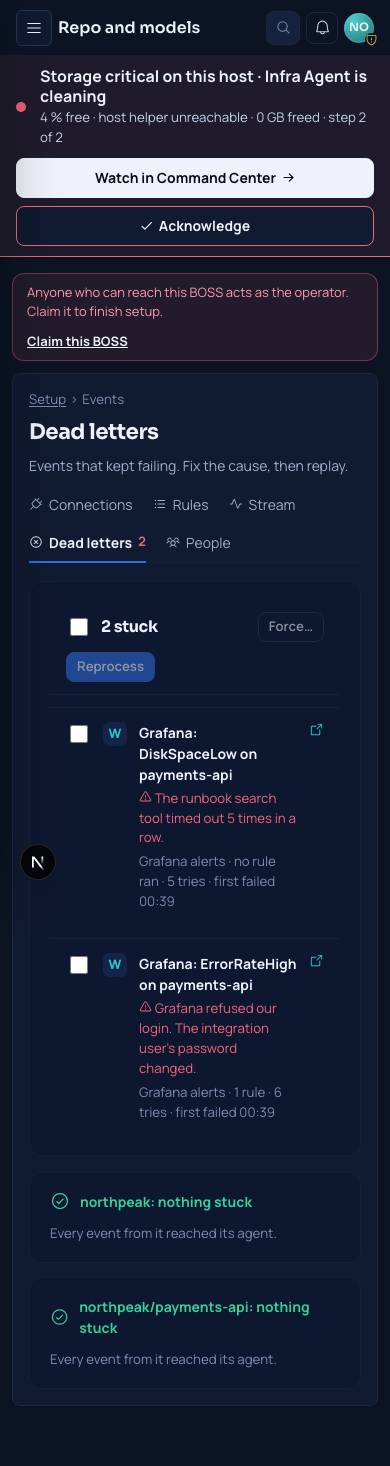 Repo and models
NO
Storage critical on this host · Infra Agent is
cleaning
4 % free · host helper unreachable · 0 GB freed · step 2
of 2
Watch in Command Center →
Acknowledge
Anyone who can reach this BOSS acts as the operator.
Claim it to finish setup.
Claim this BOSS
Setup > Events
Dead letters
Events that kept failing. Fix the cause, then replay.
Connections Rules Stream
Dead letters 2 People
2 stuck Force…
Reprocess
W Grafana:
DiskSpaceLow on
payments-api
The runbook search
tool timed out 5 times in a
row.
Grafana alerts · no rule
ran · 5 tries · first failed
00:39
N
W Grafana: ErrorRateHigh
on payments-api
Grafana refused our
login. The integration
user's password
changed.
Grafana alerts · 1 rule · 6
tries · first failed 00:39
northpeak: nothing stuck
Every event from it reached its agent.
northpeak/payments-api: nothing
stuck
Every event from it reached its agent.